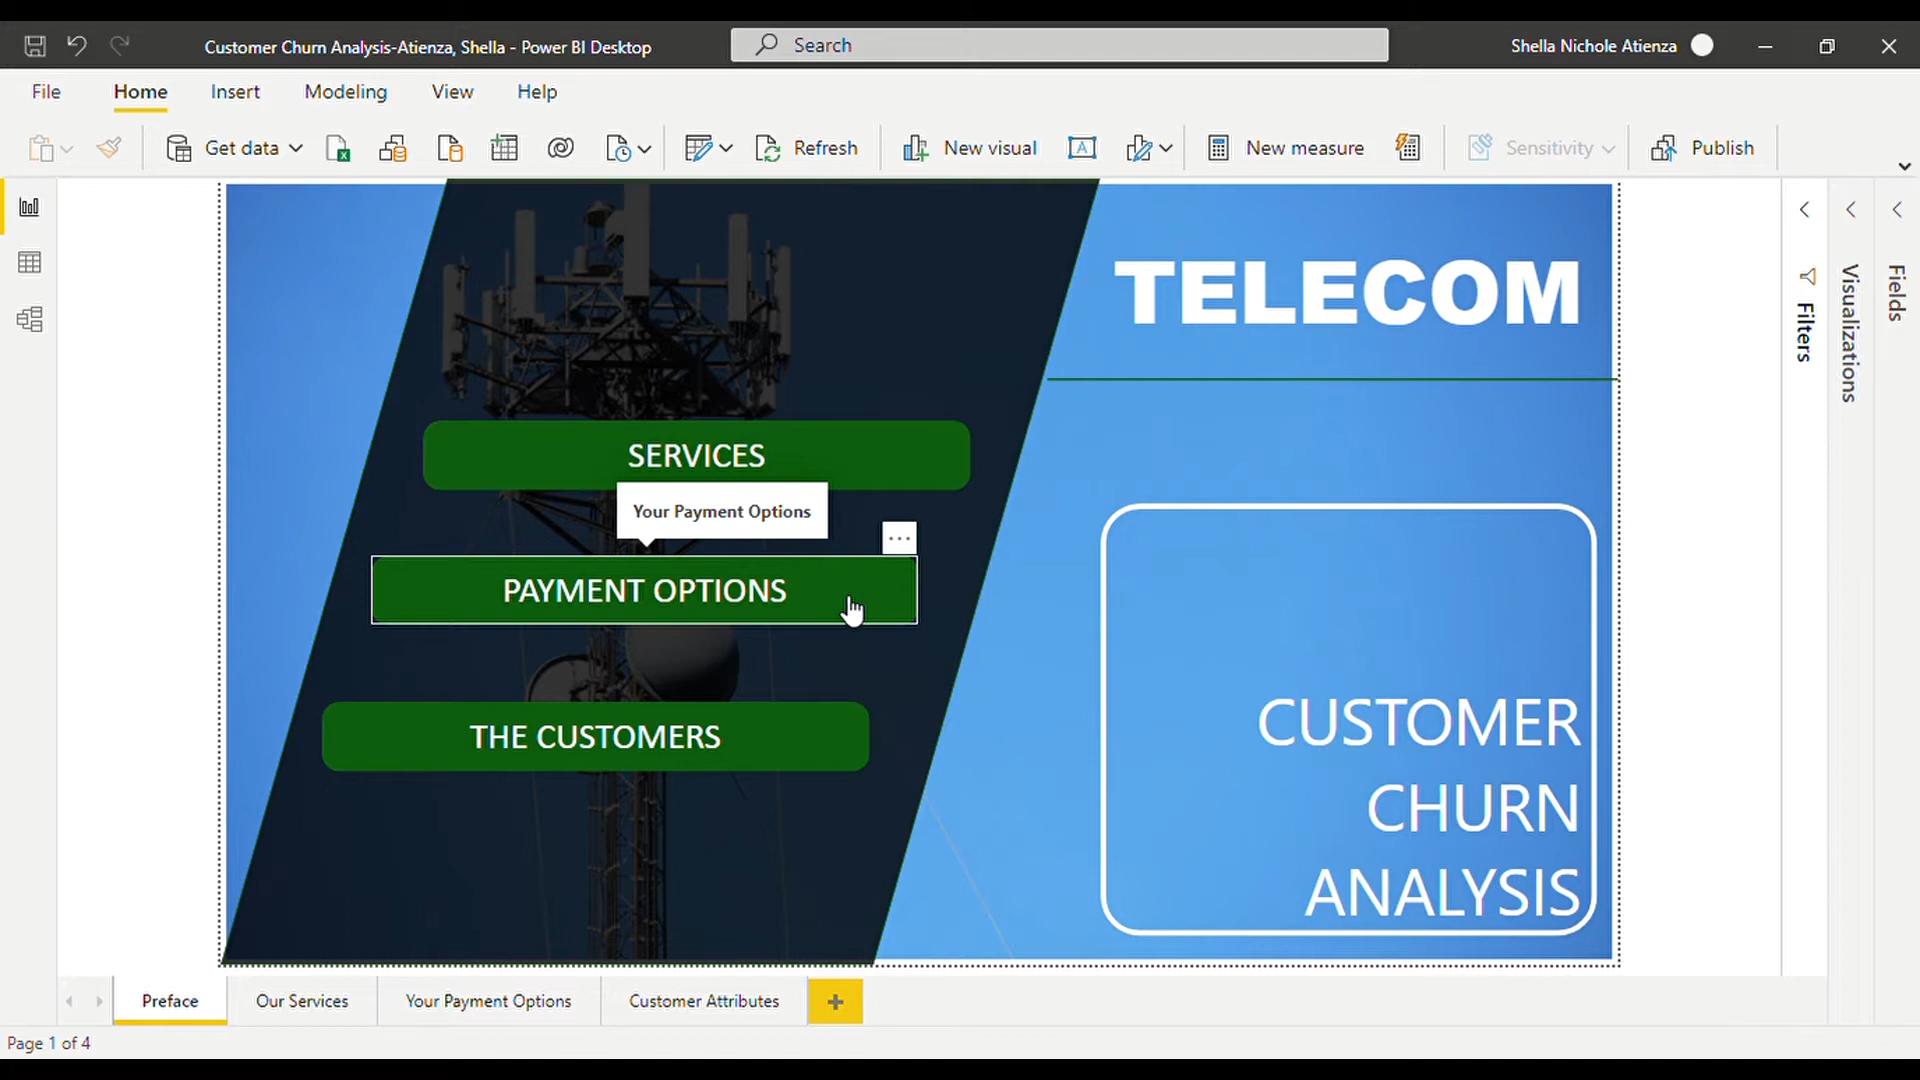 Customer Churn Analysis-Atienza, Shella - Power BI Desktop
Search
Shella Nichole Atienza
File Home Insert Modeling View Help
Get data Refresh New visual New measure Sensitivity Publish
TELECOM
SERVICES
Your Payment Options
PAYMENT OPTIONS
THE CUSTOMERS
CUSTOMER
CHURN
ANALYSIS
Filters
Visualizations
Fields
Preface Our Services Your Payment Options Customer Attributes
Page 1 of 4